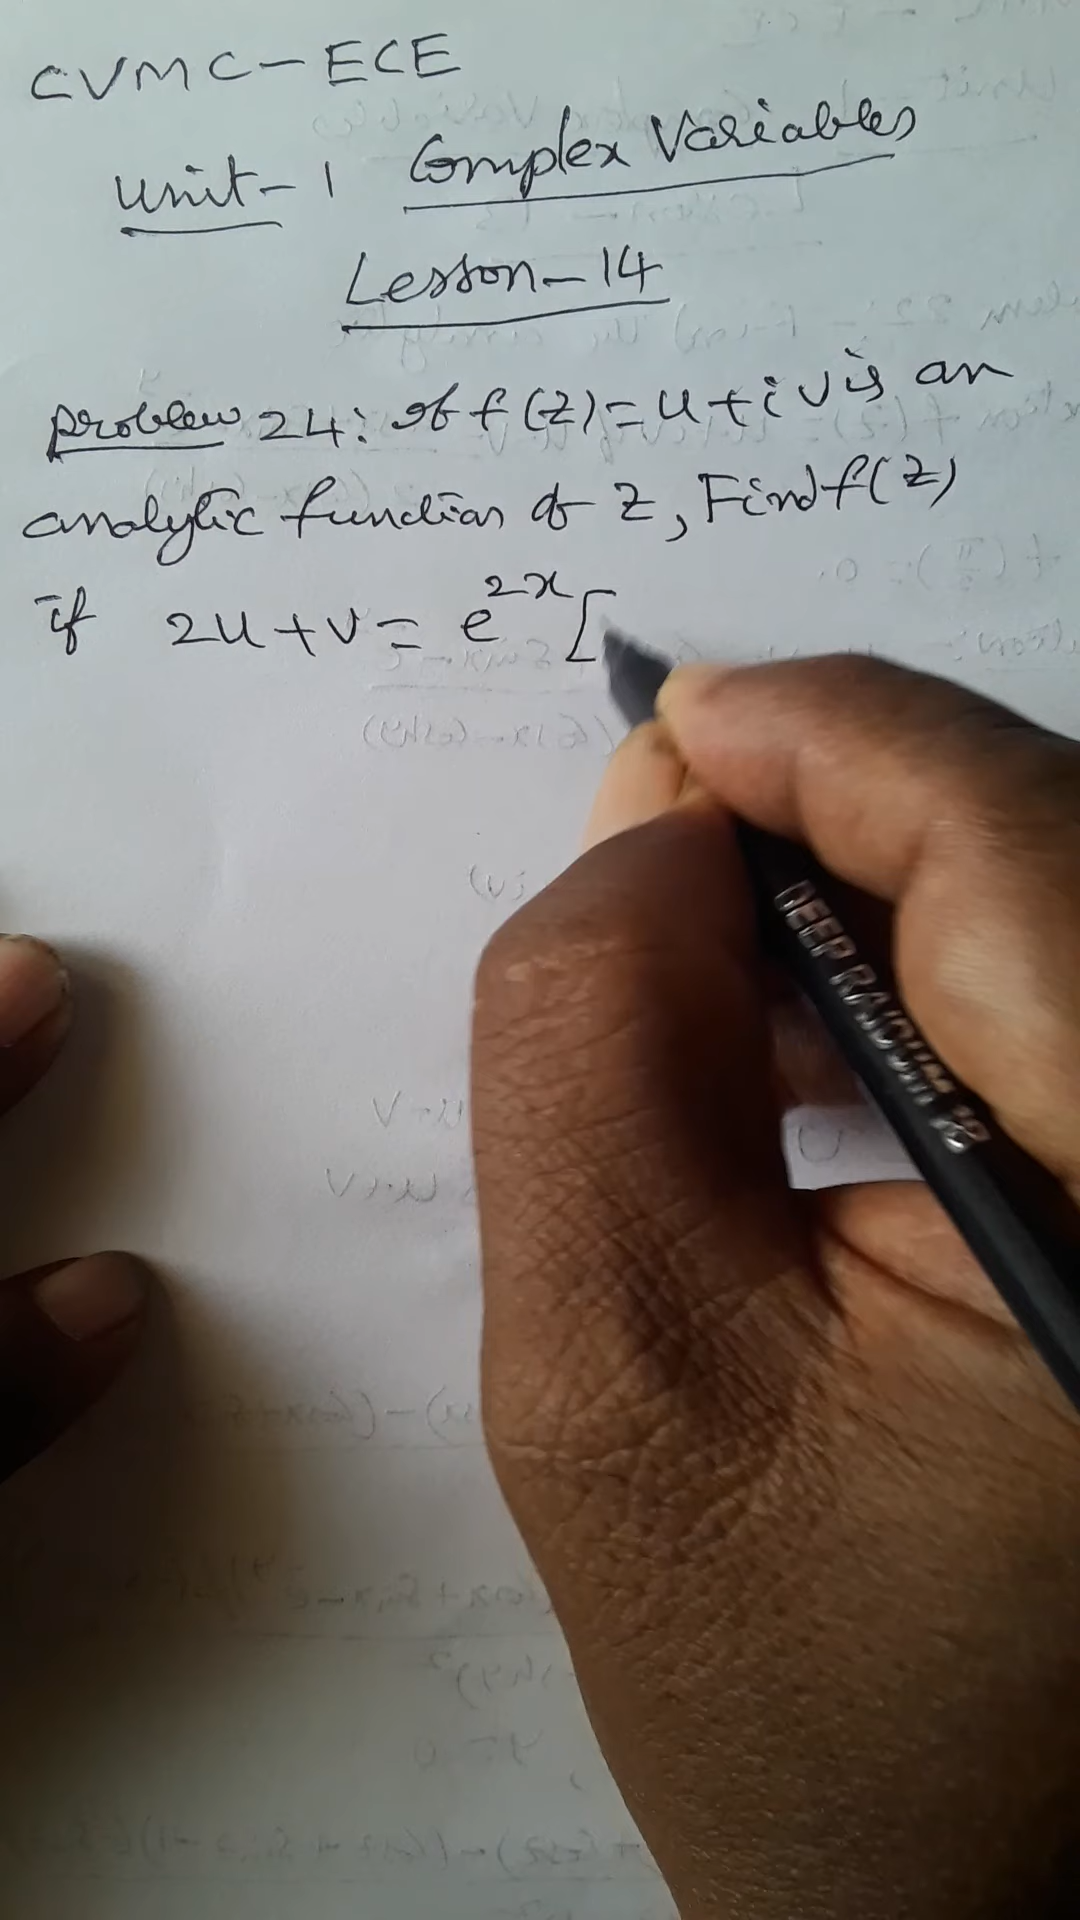 CVMC-ECE
Unit-1 Complex Variables
Lesson-14
Problem 24: If f(z)=u+iv is an
analytic function of z, Find f(z)
if 2u+v = e^{2x} [
DEEP RAJDHANI